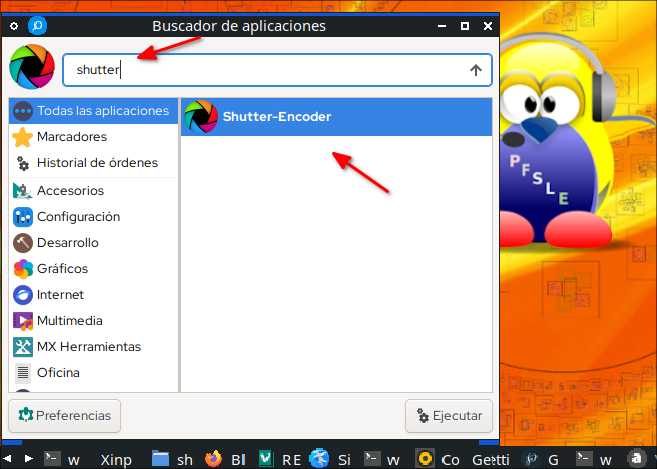 Buscador de aplicaciones
shutter
Todas las aplicaciones
Shutter-Encoder
Marcadores
Historial de órdenes
Accesorios
Configuración
Desarrollo
Gráficos
Internet
Multimedia
MX Herramientas
Oficina
Preferencias
Ejecutar
PFSLE
w Xinp sh Bl RE Si w Co Getti G w